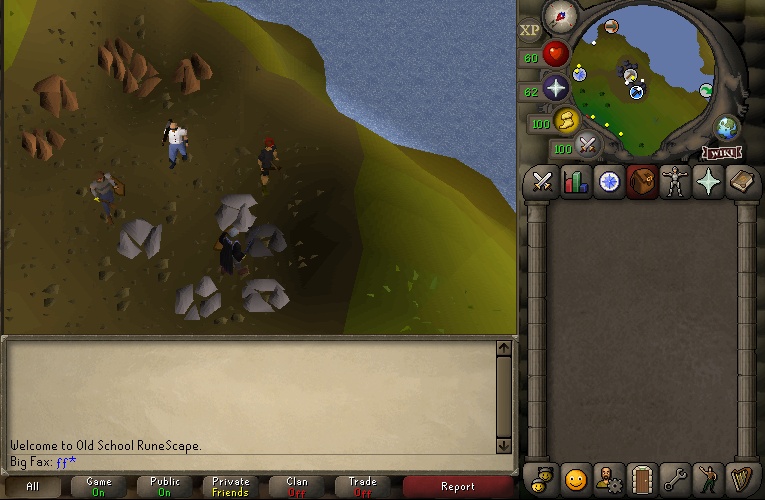 XP
60
62
100
100
WIKI
Welcome to Old School RuneScape.
Big Fax: ff*
All
Game
On
Public
On
Private
Friends
Clan
Off
Trade
Off
Report